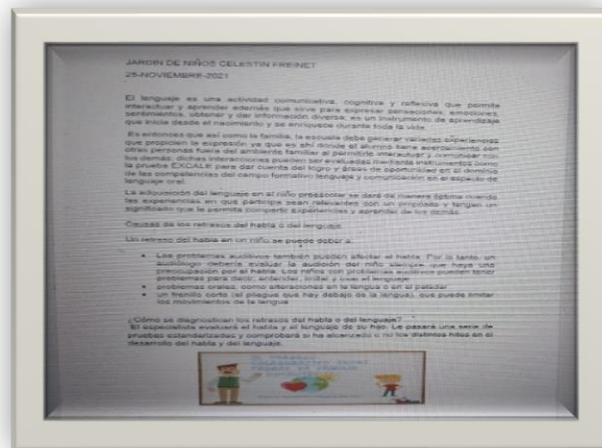 JARDIN DE NIÑOS CELESTIN FREINET
25-NOVIEMBRE-2021
El lenguaje es una actividad comunicativa, cognitiva y reflexiva que permite
interactuar y aprender además que sirve para expresar sensaciones, emociones,
sentimientos, obtener y dar información diversa; es un instrumento de aprendizaje
que inicia desde el nacimiento y se enriquece durante toda la vida.
Es entonces que así como la familia, la escuela debe generar variadas experiencias
que propicien la expresión ya que es ahí donde el alumno tiene acercamiento con
otras personas fuera del ambiente familiar al permitirle interactuar y comunicar con
los demás; dichas interacciones pueden ser evaluadas mediante instrumentos como
la prueba EXCALE para dar cuenta del logro y áreas de oportunidad en el dominio
de las competencias del campo formativo lenguaje y comunicación en el aspecto de
lenguaje oral.
La adquisición del lenguaje en el niño preescolar se dará de manera óptima cuando
las experiencias en que participa sean relevantes con un propósito y tengan un
significado que le permita compartir experiencias y aprender de los demás.
Causas de los retrasos del habla o del lenguaje
Un retraso del habla en un niño se puede deber a:
• Los problemas auditivos también pueden afectar el habla. Por lo tanto, un
audiólogo debería evaluar la audición del niño siempre que haya una
preocupación por el habla. Los niños con problemas auditivos pueden tener
problemas para decir, entender, imitar y usar el lenguaje.
• problemas orales, como alteraciones en la lengua o en el paladar
• un frenillo corto (el pliegue que hay debajo de la lengua), que puede limitar
los movimientos de la lengua
¿Cómo se diagnostican los retrasos del habla o del lenguaje?
El especialista evaluará el habla y el lenguaje de su hijo. Le pasará una serie de
pruebas estandarizadas y comprobará si ha alcanzado o no los distintos hitos en el
desarrollo del habla y del lenguaje.